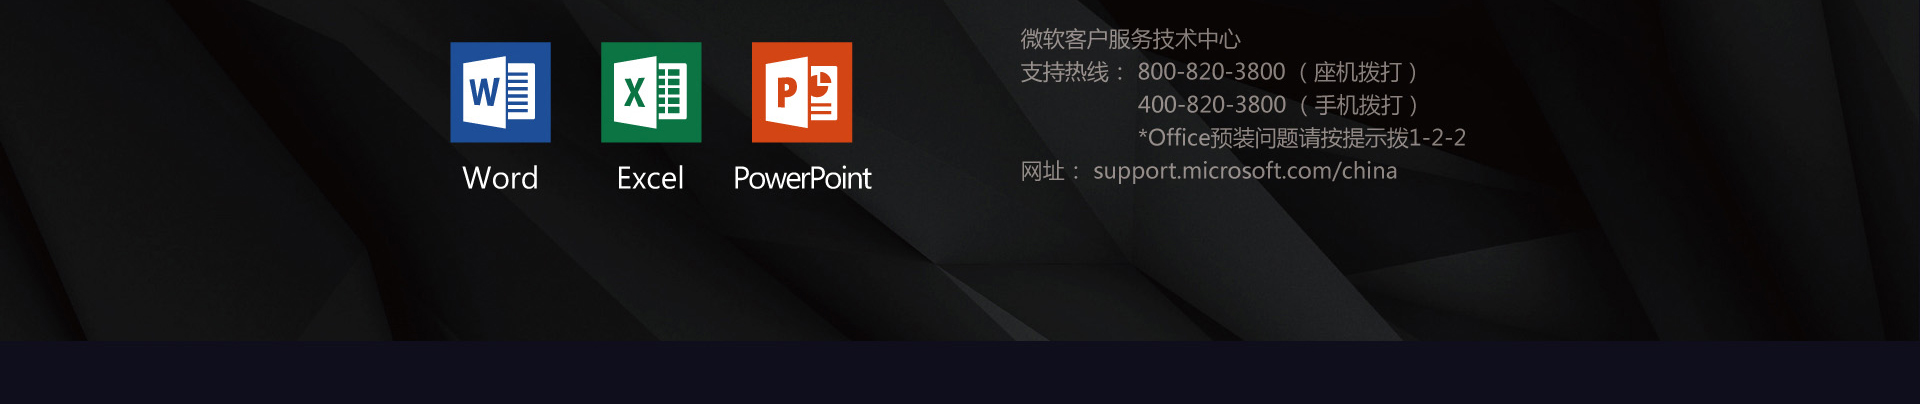 W
X
P
Word
Excel
PowerPoint
微软客户服务技术中心
支持热线： 800-820-3800 （座机拨打）
400-820-3800 （手机拨打）
*Office预装问题请按提示拨1-2-2
网址： support.microsoft.com/china